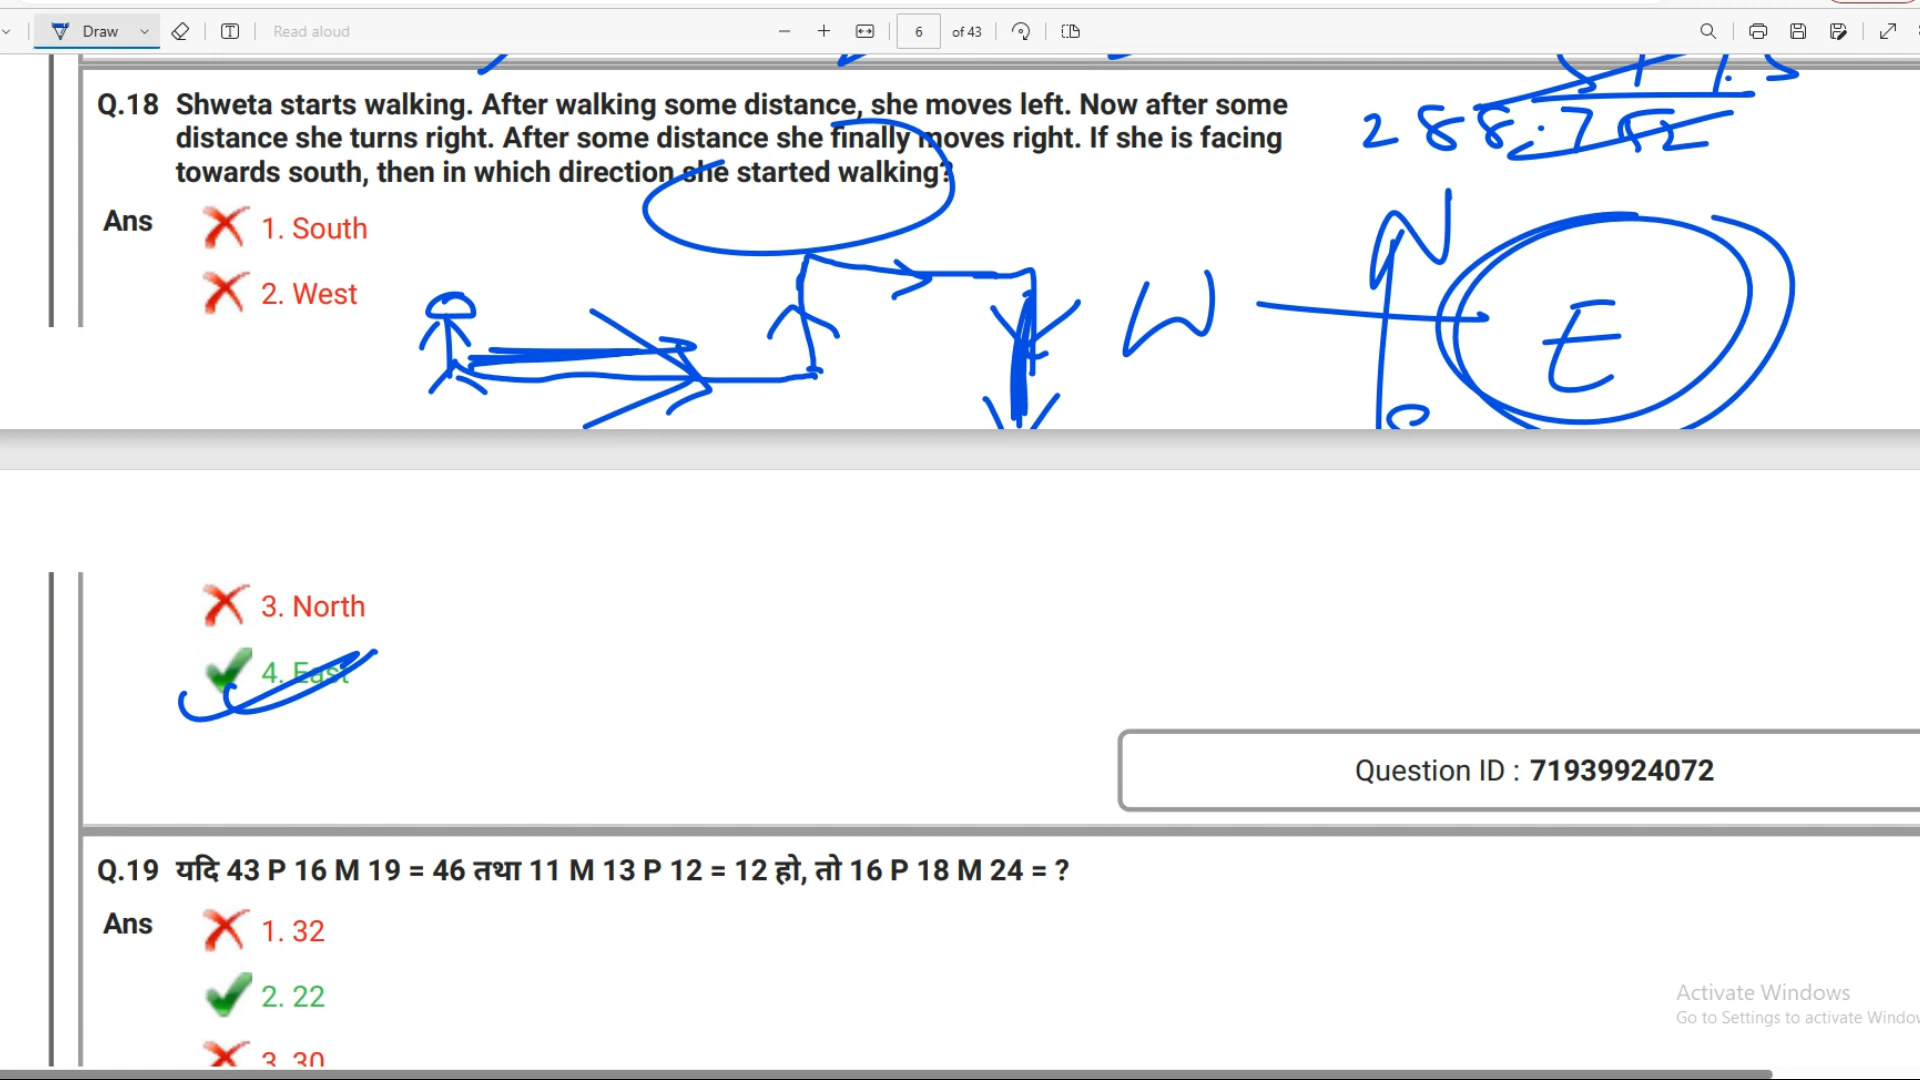 Draw
Read aloud
6 of 43
Q.18 Shweta starts walking. After walking some distance, she moves left. Now after some
distance she turns right. After some distance she finally moves right. If she is facing
towards south, then in which direction she started walking?
Ans
1. South
2. West
N
W
E
3. North
4. East
Question ID : 71939924072
Q.19 यदि 43 P 16 M 19 = 46 तथा 11 M 13 P 12 = 12 हो, तो 16 P 18 M 24 = ?
Ans
1. 32
2. 22
3. 30
Activate Windows
Go to Settings to activate